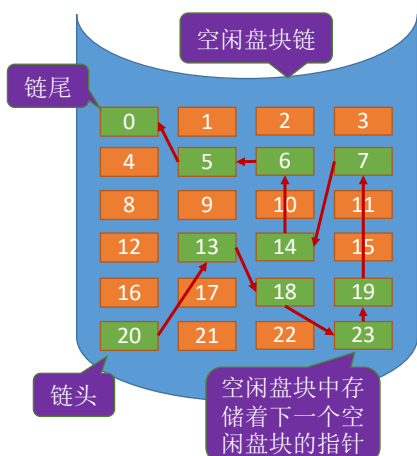 空闲盘块链
链尾
0 1 2 3
4 5 6 7
8 9 10 11
12 13 14 15
16 17 18 19
20 21 22 23
链头
空闲盘块中存
储着下一个空
闲盘块的指针